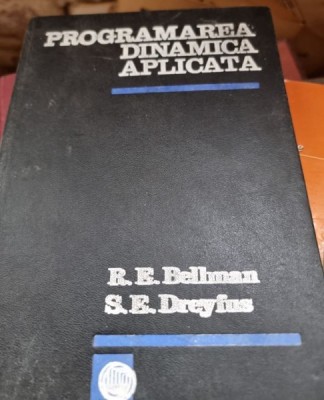 PROGRAMAREA
DINAMICA
APLICATA
R. E. Bellman
S. E. Dreyfus